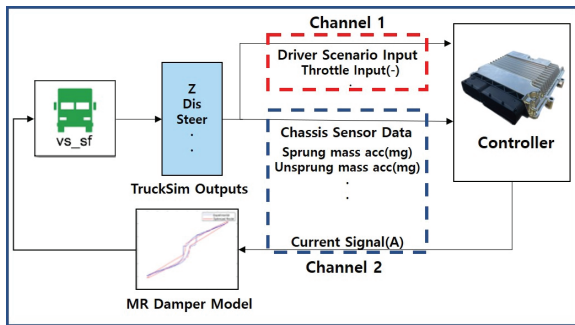 Channel 1
Driver Scenario Input
Throttle Input(-)
.
Z
Dis
Steer
.
.
vs_sf
TruckSim Outputs
Chassis Sensor Data
Sprung mass acc(mg)
Unsprung mass acc(mg)
.
.
Controller
Current Signal(A)
Channel 2
MR Damper Model